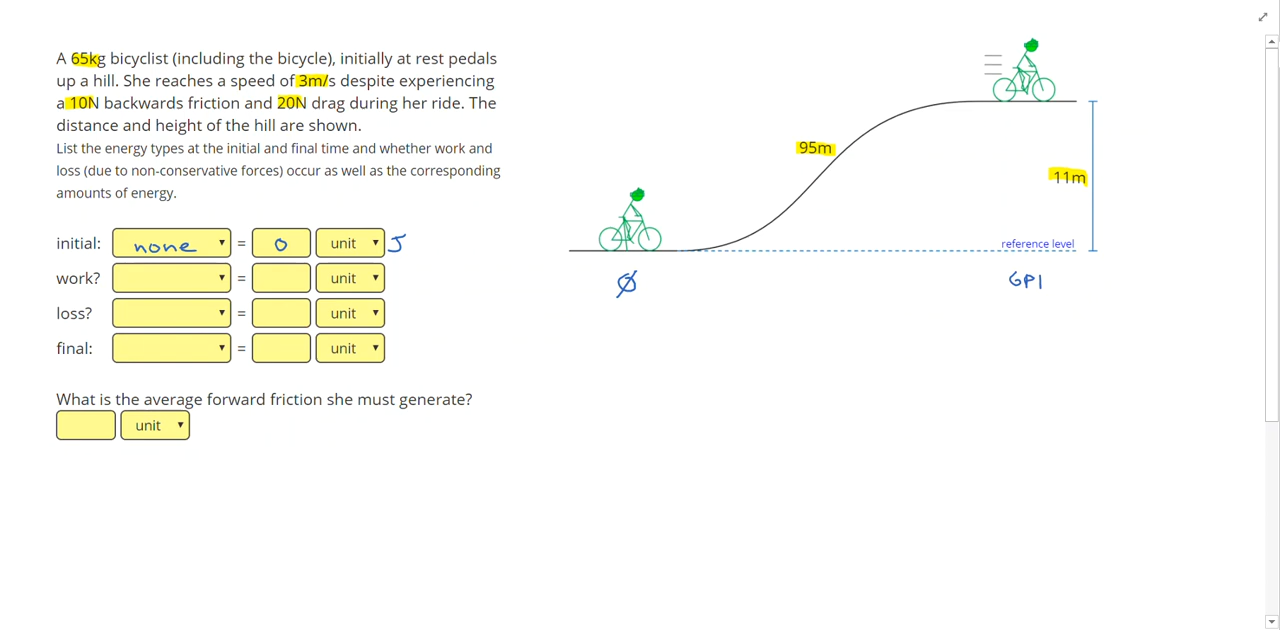 A 65kg bicyclist (including the bicycle), initially at rest pedals
up a hill. She reaches a speed of 3m/s despite experiencing
a 10N backwards friction and 20N drag during her ride. The
distance and height of the hill are shown.
List the energy types at the initial and final time and whether work and
loss (due to non-conservative forces) occur as well as the corresponding
amounts of energy.
initial: none = 0 unit J
work? = unit
loss? = unit
final: = unit
What is the average forward friction she must generate?
unit
95m
11m
reference level
∅
GPI